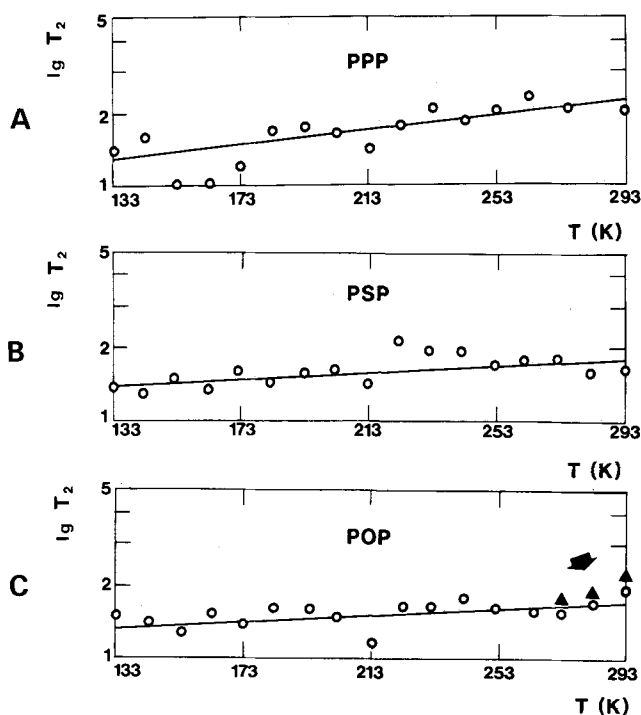 A
lg T₂
PPP
5
2
1
133 173 213 253 293
T (K)
B
lg T₂
PSP
5
2
1
133 173 213 253 293
T (K)
C
lg T₂
POP
5
2
1
133 173 213 253 293
T (K)